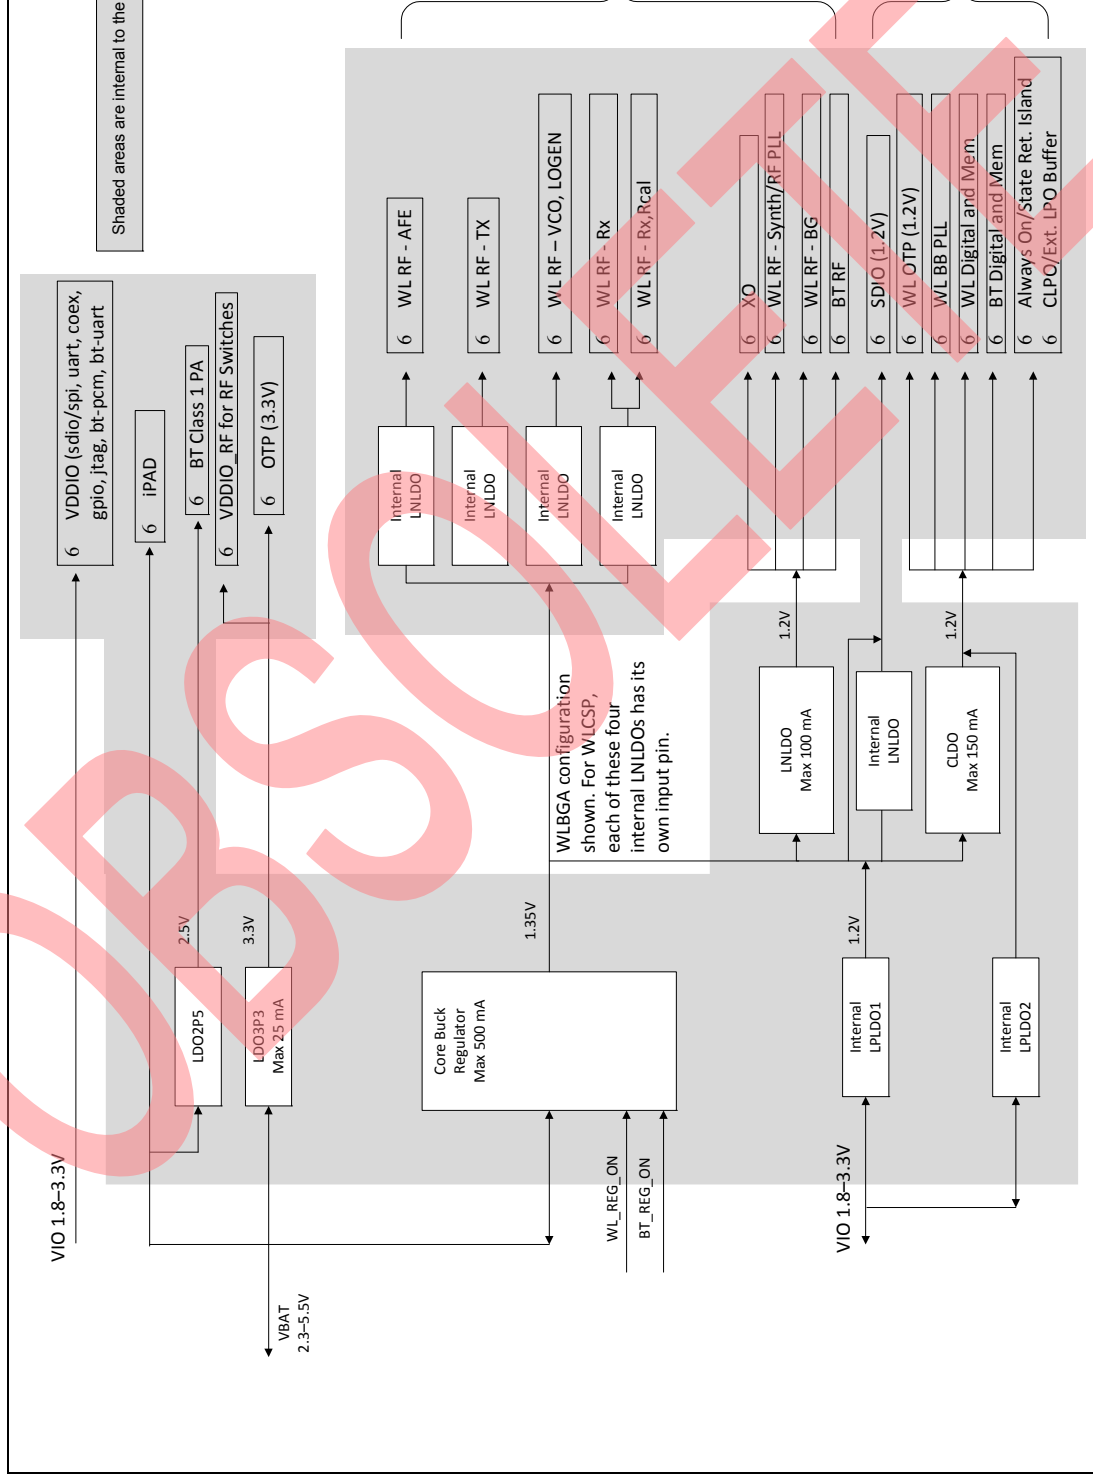 Shaded areas are internal to the
VIO 1.8–3.3V
6 VDDIO (sdio/spi, uart, coex,
gpio, jtag, bt-pcm, bt-uart
6 iPAD
LDO2P5
2.5V
6 BT Class 1 PA
6 VDDIO_RF for RF Switches
LDO3P3
Max 25 mA
3.3V
6 OTP (3.3V)
VBAT
2.3–5.5V
Internal
LNLDO
6 WL RF - AFE
Internal
LNLDO
6 WL RF - TX
Internal
LNLDO
6 WL RF – VCO, LOGEN
Internal
LNLDO
6 WL RF - Rx
6 WL RF - Rx,Rcal
Core Buck
Regulator
Max 500 mA
1.35V
WLBGA configuration
shown. For WLCSP,
each of these four
internal LNLDOs has its
own input pin.
WL_REG_ON
BT_REG_ON
LNLDO
Max 100 mA
1.2V
6 XO
6 WL RF - Synth/RF PLL
6 WL RF - BG
6 BT RF
VIO 1.8–3.3V
Internal
LPLDO1
1.2V
Internal
LNLDO
6 SDIO (1.2V)
CLDO
Max 150 mA
1.2V
6 WL OTP (1.2V)
6 WL BB PLL
6 WL Digital and Mem
6 BT Digital and Mem
6 Always On/State Ret. Island
6 CLPO/Ext. LPO Buffer
Internal
LPLDO2
OBSOLETE